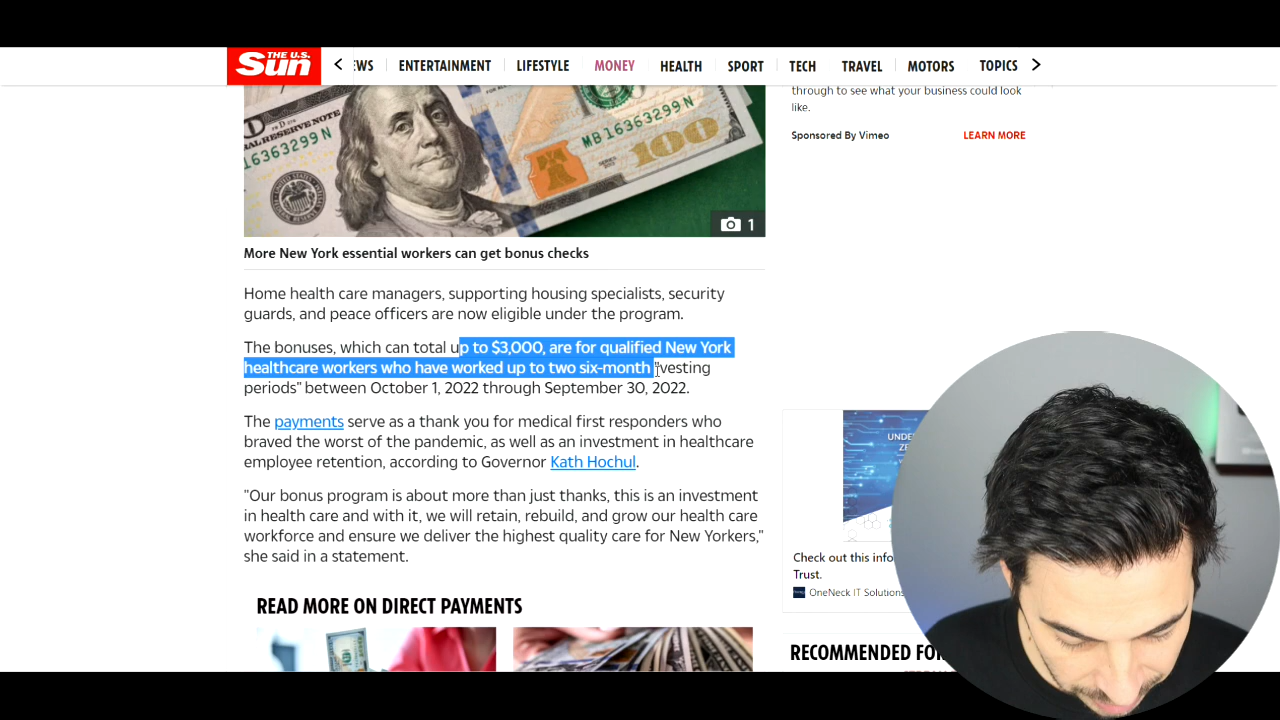 THE U.S.
Sun
EWS
ENTERTAINMENT
LIFESTYLE
MONEY
HEALTH
SPORT
TECH
TRAVEL
MOTORS
TOPICS
16363299 N
MB16363299N
100
1
More New York essential workers can get bonus checks
Home health care managers, supporting housing specialists, security
guards, and peace officers are now eligible under the program.
The bonuses, which can total up to $3,000, are for qualified New York
healthcare workers who have worked up to two six-month "vesting
periods" between October 1, 2022 through September 30, 2022.
The payments serve as a thank you for medical first responders who
braved the worst of the pandemic, as well as an investment in healthcare
employee retention, according to Governor Kath Hochul.
"Our bonus program is about more than just thanks, this is an investment
in health care and with it, we will retain, rebuild, and grow our health care
workforce and ensure we deliver the highest quality care for New Yorkers,"
she said in a statement.
READ MORE ON DIRECT PAYMENTS
through to see what your business could look
like.
Sponsored By Vimeo
LEARN MORE
UNDE
ZE
Check out this info
Trust.
OneNeck IT Solutions
RECOMMENDED FO